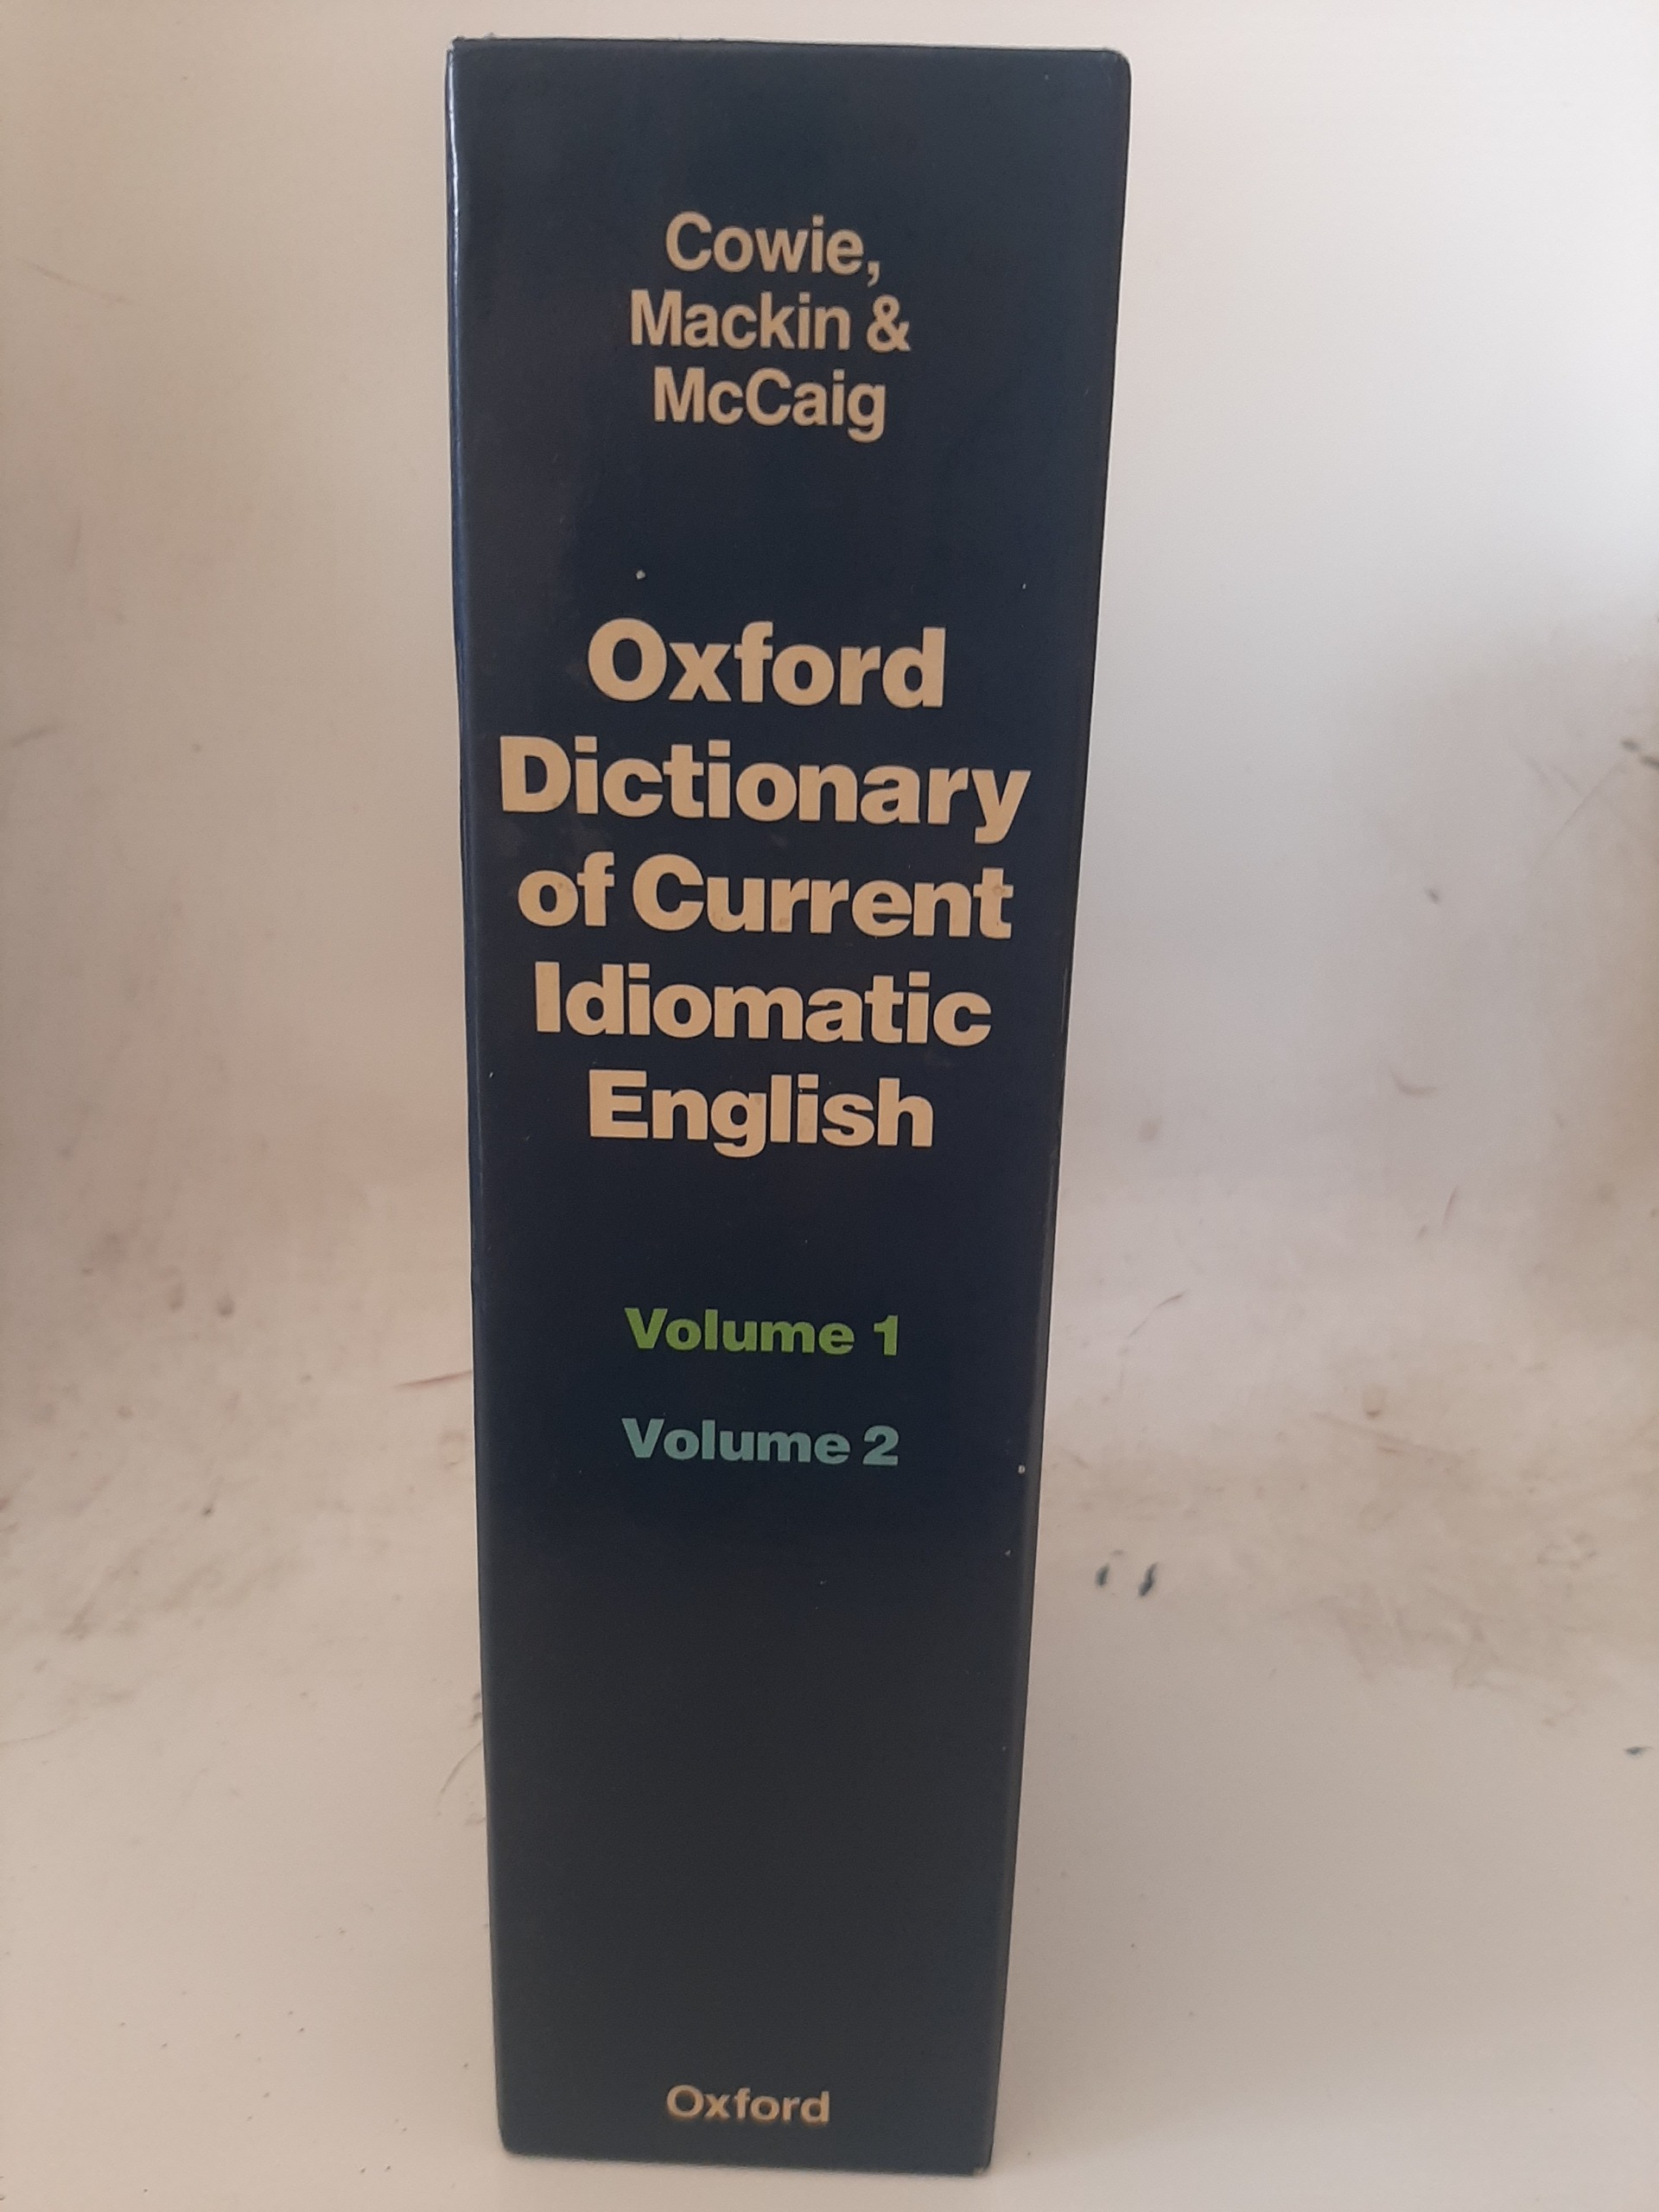 Cowie,
Mackin &
McCaig
Oxford
Dictionary
of Current
Idiomatic
English
Volume 1
Volume 2
Oxford